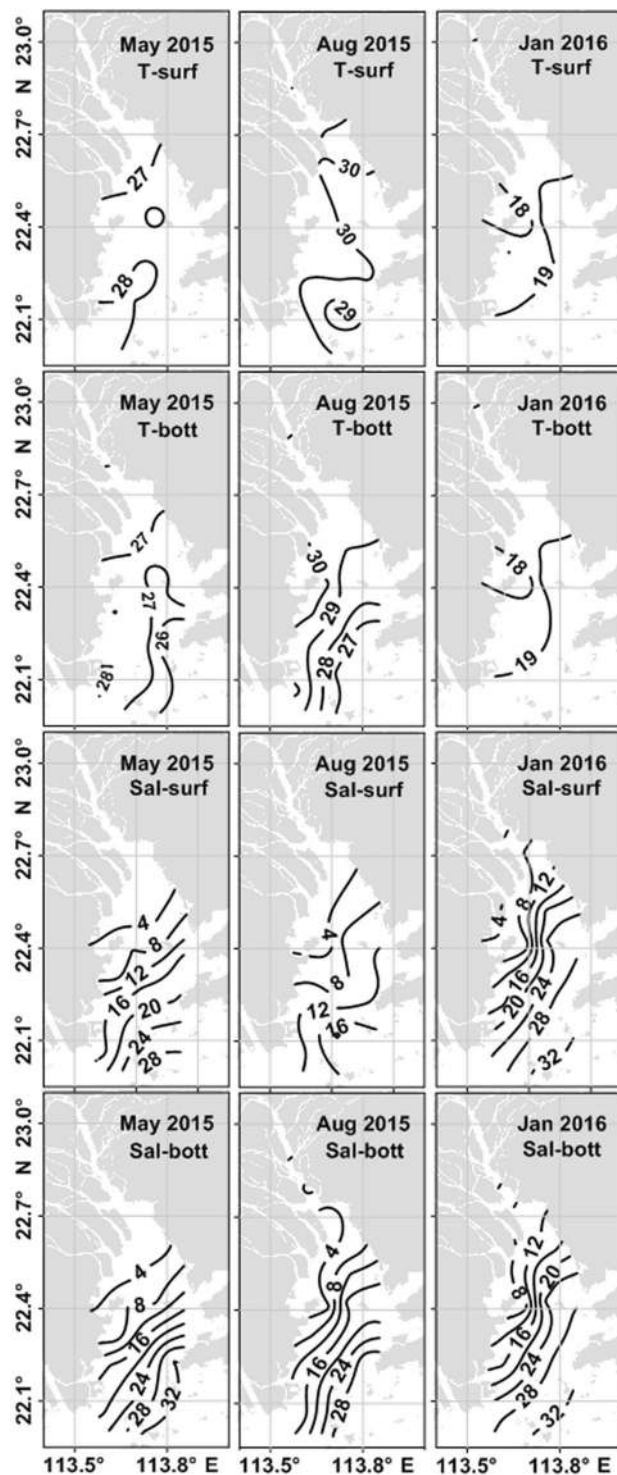 May 2015
T-surf
Aug 2015
T-surf
Jan 2016
T-surf
23.0°
N
22.7°
22.4°
22.1°
27
28
30
30
29
18
19
May 2015
T-bott
Aug 2015
T-bott
Jan 2016
T-bott
23.0°
N
22.7°
22.4°
22.1°
27
27
26
28
30
29
28
27
18
19
May 2015
Sal-surf
Aug 2015
Sal-surf
Jan 2016
Sal-surf
23.0°
N
22.7°
22.4°
22.1°
4
8
12
16
20
24
28
4
8
12
16
4
8
12
16
20
24
28
32
May 2015
Sal-bott
Aug 2015
Sal-bott
Jan 2016
Sal-bott
23.0°
N
22.7°
22.4°
22.1°
4
8
16
24
28
32
4
8
16
24
28
8
12
20
16
24
28
32
113.5° 113.8° E 113.5° 113.8° E 113.5° 113.8° E